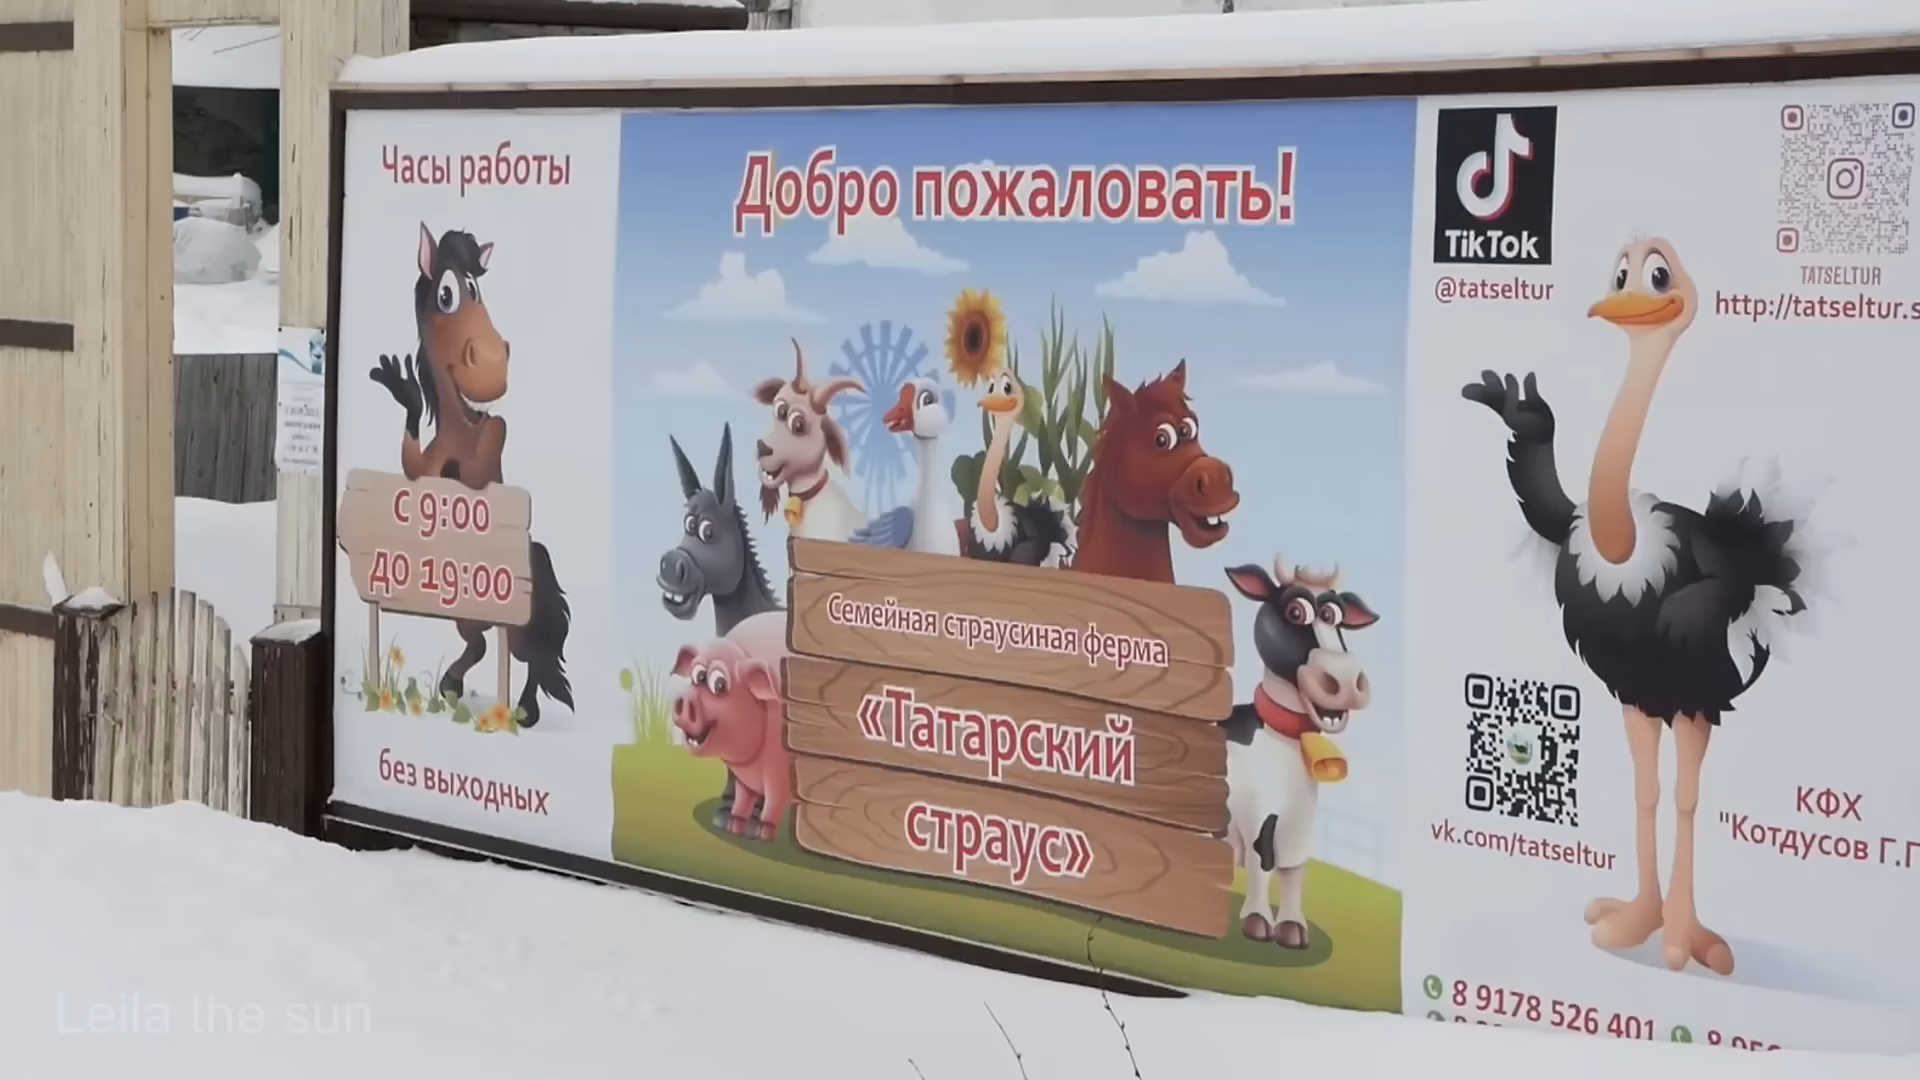 Часы работы
с 9:00
до 19:00
без выходных
Добро пожаловать!
Семейная страусиная ферма
«Татарский
страус»
TikTok
@tatseltur
TATSELTUR
http://tatseltur.s
vk.com/tatseltur
КФХ
"Котдусов Г.Г
8 9178 526 401
Leila the sun